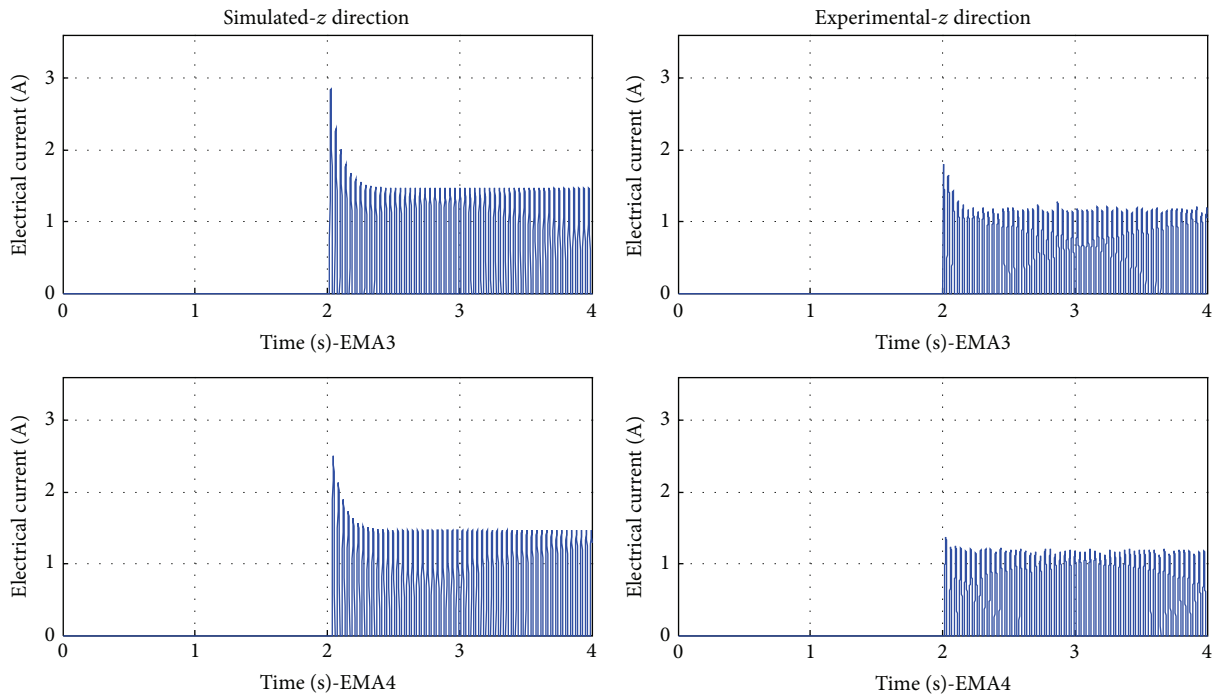 Simulated-z direction
3
2
1
0
Electrical current (A)
0 1 2 3 4
Time (s)-EMA3
Experimental-z direction
3
2
1
0
Electrical current (A)
0 1 2 3 4
Time (s)-EMA3
3
2
1
0
Electrical current (A)
0 1 2 3 4
Time (s)-EMA4
3
2
1
0
Electrical current (A)
0 1 2 3 4
Time (s)-EMA4